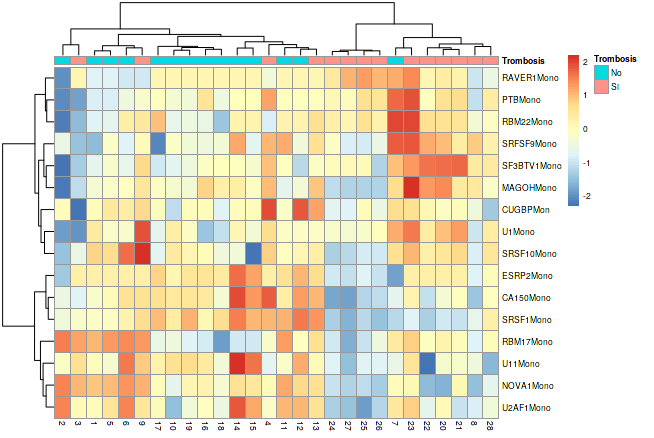 Trombosis
RAVER1Mono
PTBMono
RBM22Mono
SRFSF9Mono
SF3BTV1Mono
MAGOHMono
CUGBPMon
U1Mono
SRSF10Mono
ESRP2Mono
CA150Mono
SRSF1Mono
RBM17Mono
U11Mono
NOVA1Mono
U2AF1Mono
2 3 1 5 6 9 17 10 19 16 18 14 15 4 11 12 13 24 27 25 26 7 23 22 20 21 8 28
2
1
0
-1
-2
Trombosis
No
SI